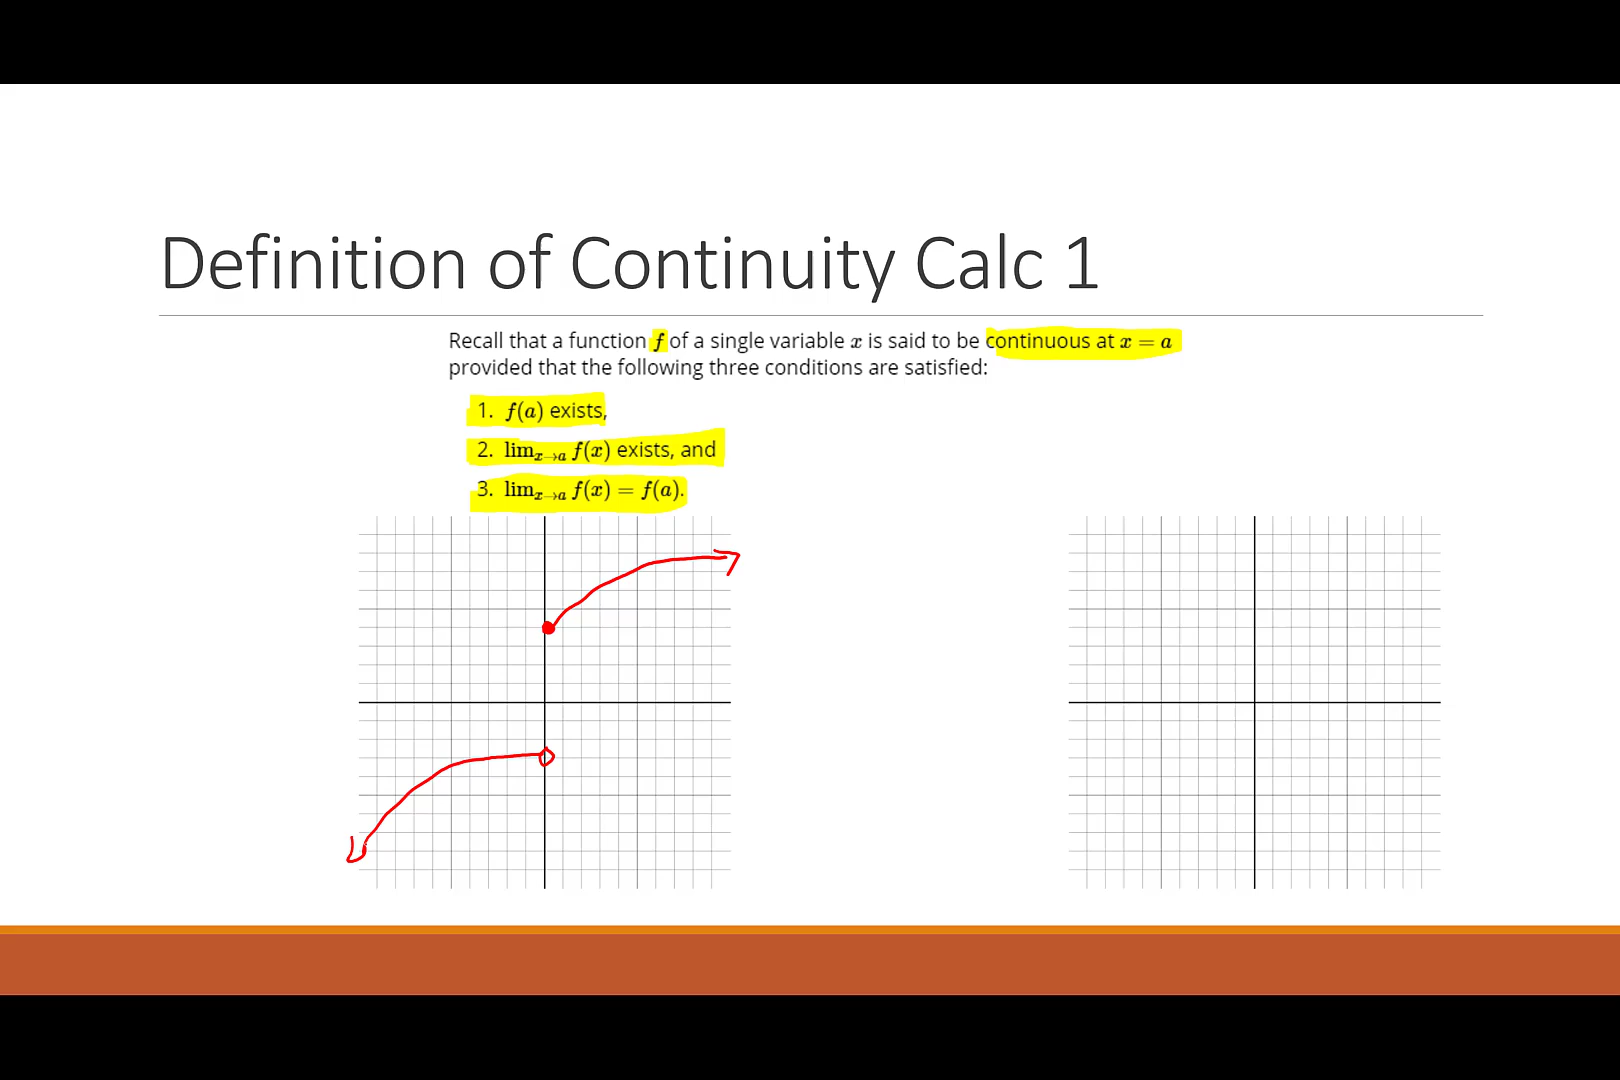 Definition of Continuity Calc 1
Recall that a function f of a single variable x is said to be continuous at x = a
provided that the following three conditions are satisfied:
1. f(a) exists,
2. lim_{x→a} f(x) exists, and
3. lim_{x→a} f(x) = f(a).